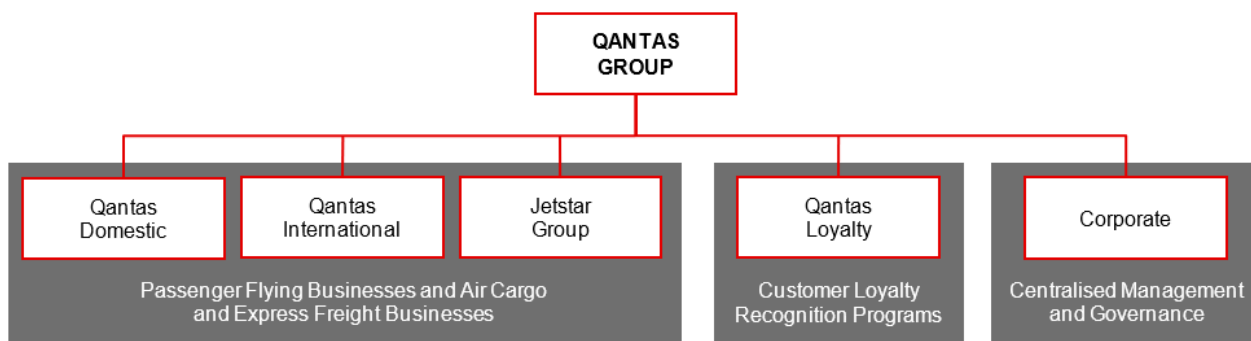 QANTAS
GROUP
Qantas
Domestic
Qantas
International
Jetstar
Group
Qantas
Loyalty
Corporate
Passenger Flying Businesses and Air Cargo
and Express Freight Businesses
Customer Loyalty
Recognition Programs
Centralised Management
and Governance